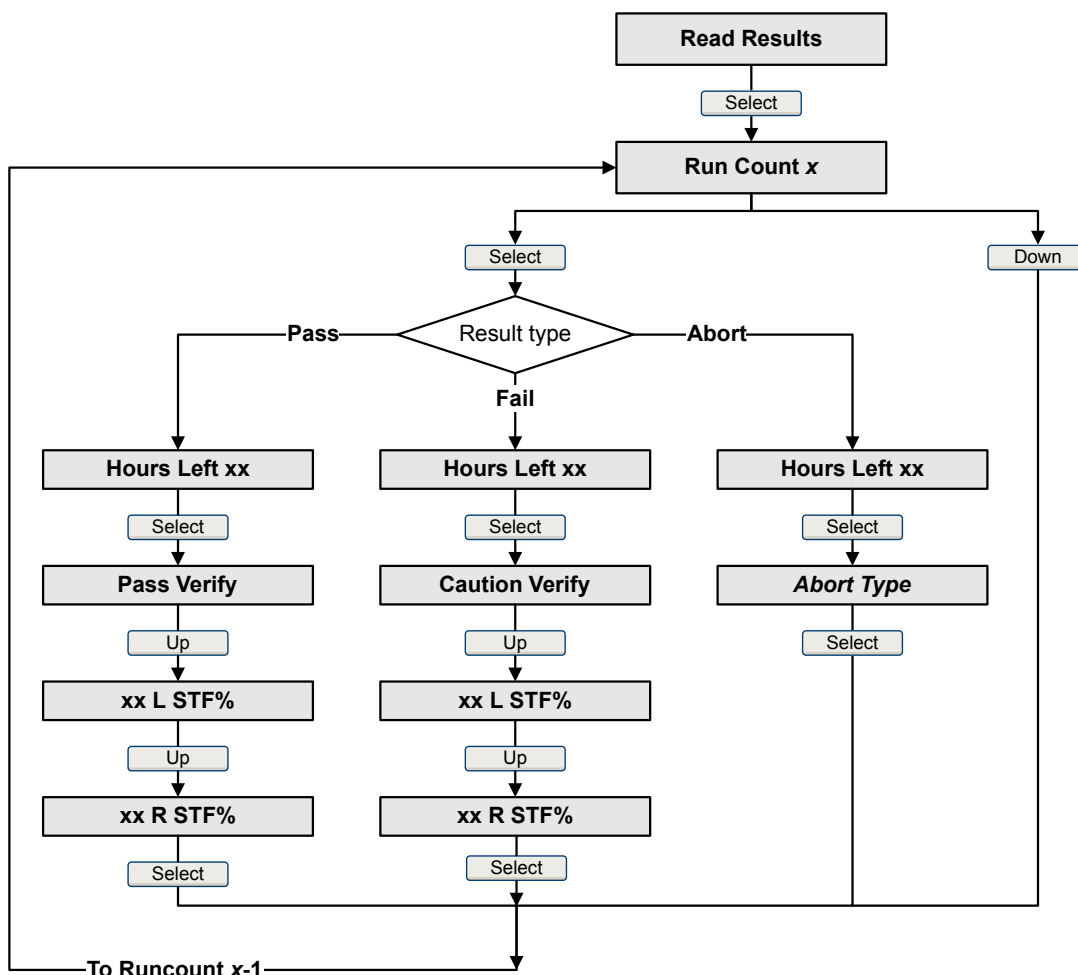 Read Results
Select
Run Count x
Select
Down
Pass
Result type
Abort
Fail
Hours Left xx
Hours Left xx
Hours Left xx
Select
Select
Select
Pass Verify
Caution Verify
Abort Type
Up
Up
Select
xx L STF%
xx L STF%
Up
Up
xx R STF%
xx R STF%
Select
Select
To Runcount x-1